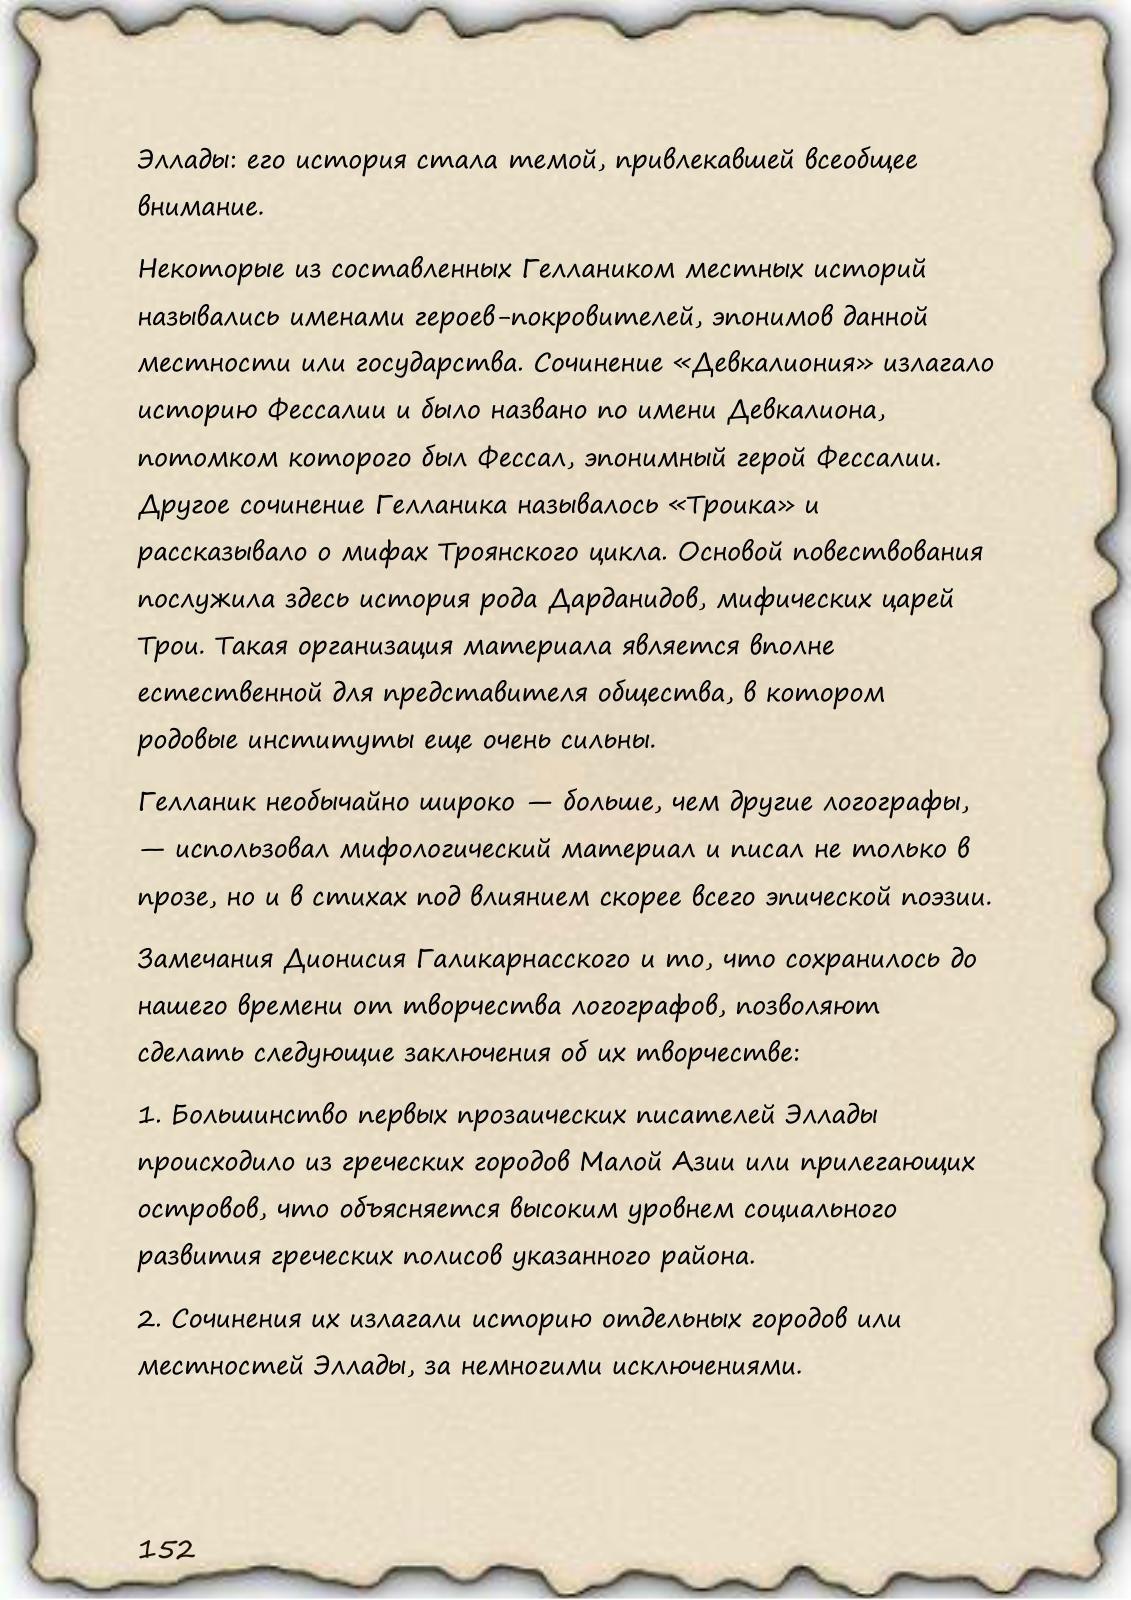 Эллады: его история стала темой, привлекавшей всеобщее
внимание.
Некоторые из составленных Геллаником местных историй
назывались именами героев-покровителей, эпонимов данной
местности или государства. Сочинение «Девкалиония» излагало
историю Фессалии и было названо по имени Девкалиона,
потомком которого был Фессал, эпонимный герой Фессалии.
Другое сочинение Гелланика называлось «Троика» и
рассказывало о мифах Троянского цикла. Основой повествования
послужила здесь история рода Дарданидов, мифических царей
Трои. Такая организация материала является вполне
естественной для представителя общества, в котором
родовые институты еще очень сильны.
Гелланик необычайно широко — больше, чем другие логографы,
— использовал мифологический материал и писал не только в
прозе, но и в стихах под влиянием скорее всего эпической поэзии.
Замечания Дионисия Галикарнасского и то, что сохранилось до
нашего времени от творчества логографов, позволяют
сделать следующие заключения об их творчестве:
1. Большинство первых прозаических писателей Эллады
происходило из греческих городов Малой Азии или прилегающих
островов, что объясняется высоким уровнем социального
развития греческих полисов указанного района.
2. Сочинения их излагали историю отдельных городов или
местностей Эллады, за немногими исключениями.
152